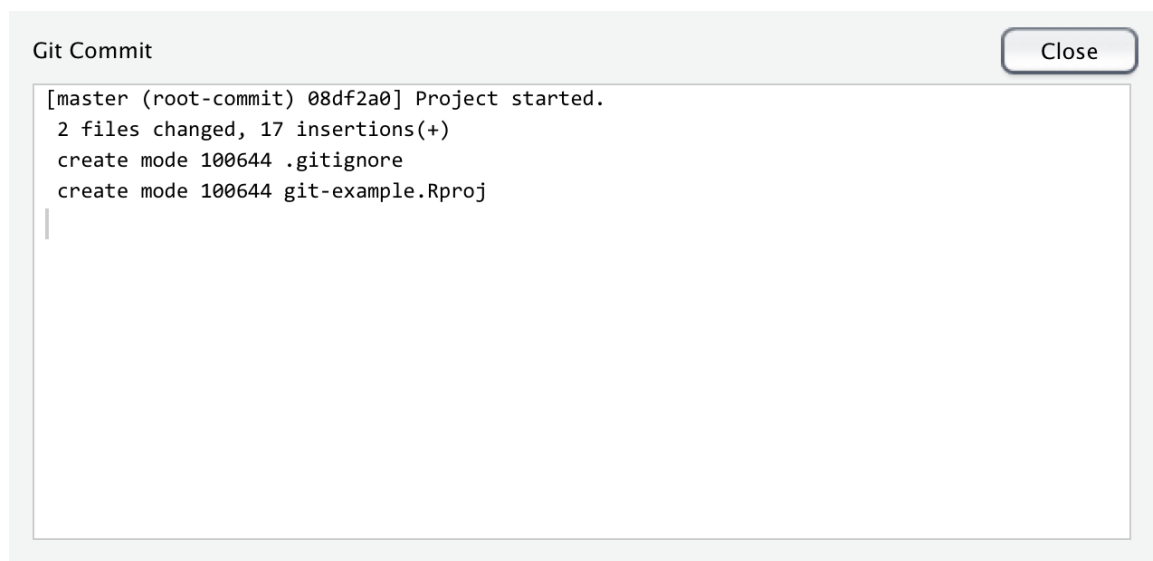 Git Commit
Close
[master (root-commit) 08df2a0] Project started.
2 files changed, 17 insertions(+)
create mode 100644 .gitignore
create mode 100644 git-example.Rproj